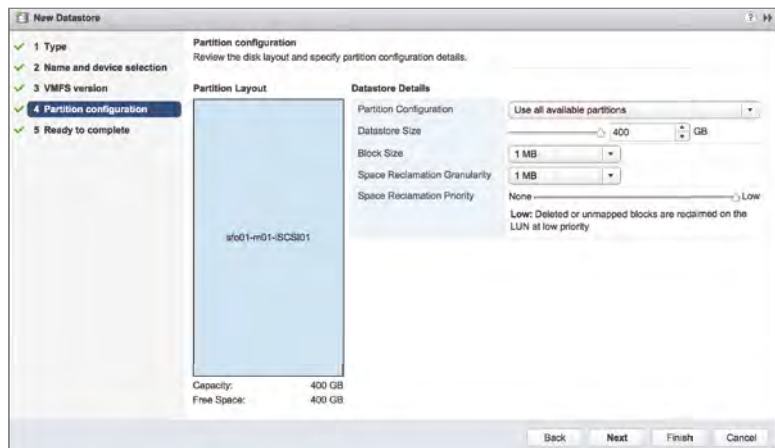 New Datastore
?
1 Type
2 Name and device selection
3 VMFS version
4 Partition configuration
5 Ready to complete
Partition configuration
Review the disk layout and specify partition configuration details.
Partition Layout
sfo01-m01-iSCSI01
Capacity: 400 GB
Free Space: 400 GB
Datastore Details
Partition Configuration Use all available partitions
Datastore Size 400 GB
Block Size 1 MB
Space Reclamation Granularity 1 MB
Space Reclamation Priority None Low
Low: Deleted or unmapped blocks are reclaimed on the
LUN at low priority
Back Next Finish Cancel